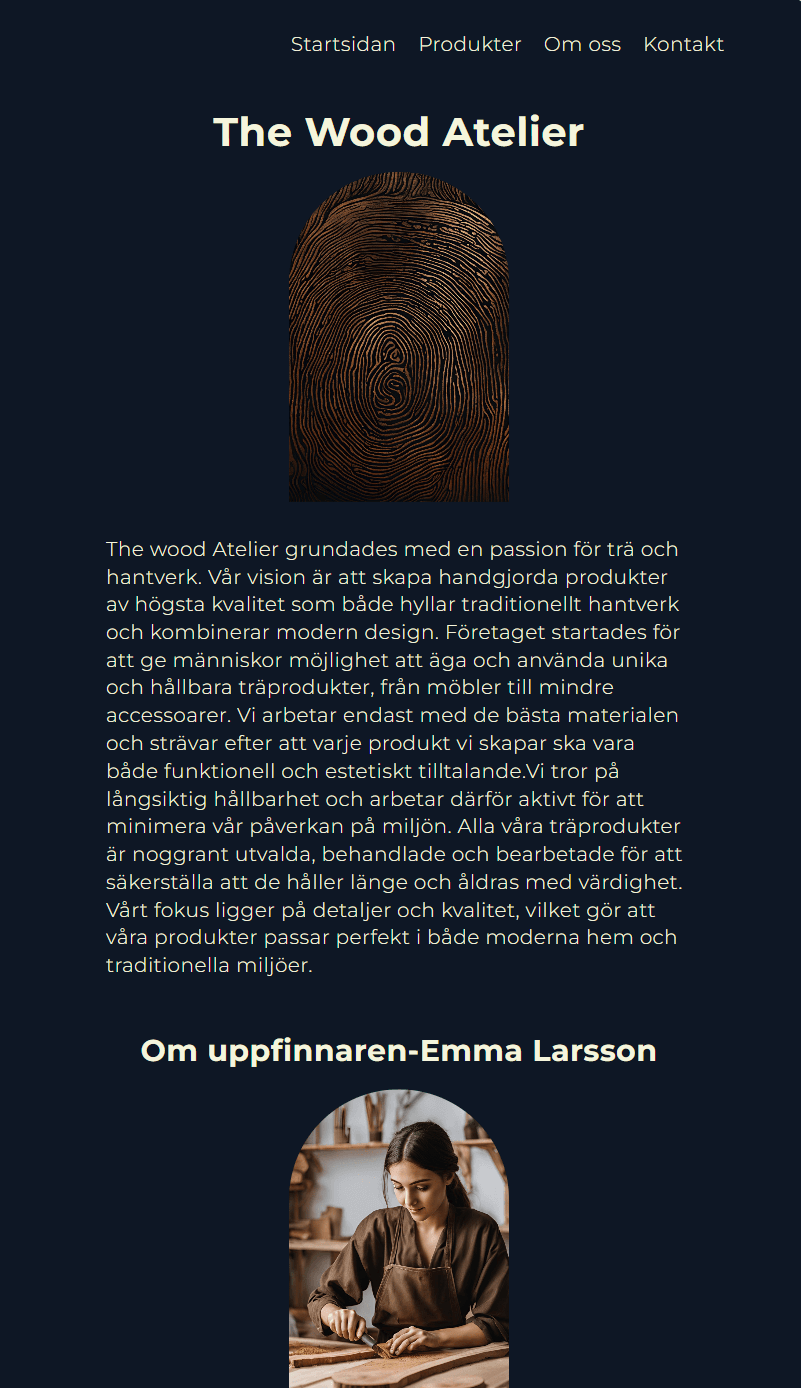 Startsidan Produkter Om oss Kontakt
The Wood Atelier
The wood Atelier grundades med en passion för trä och
hantverk. Vår vision är att skapa handgjorda produkter
av högsta kvalitet som både hyllar traditionellt hantverk
och kombinerar modern design. Företaget startades för
att ge människor möjlighet att äga och använda unika
och hållbara träprodukter, från möbler till mindre
accessoarer. Vi arbetar endast med de bästa materialen
och strävar efter att varje produkt vi skapar ska vara
både funktionell och estetiskt tilltalande.Vi tror på
långsiktig hållbarhet och arbetar därför aktivt för att
minimera vår påverkan på miljön. Alla våra träprodukter
är noggrant utvalda, behandlade och bearbetade för att
säkerställa att de håller länge och åldras med värdighet.
Vårt fokus ligger på detaljer och kvalitet, vilket gör att
våra produkter passar perfekt i både moderna hem och
traditionella miljöer.
Om uppfinnaren-Emma Larsson